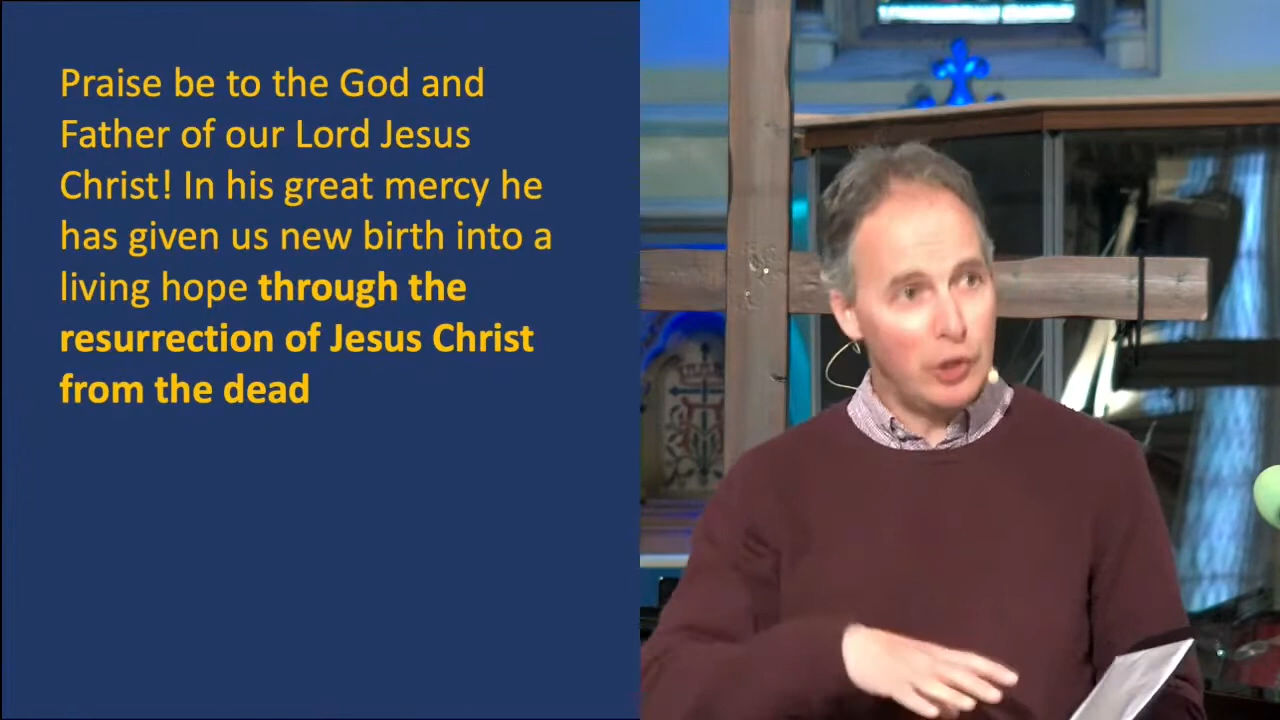 Praise be to the God and
Father of our Lord Jesus
Christ! In his great mercy he
has given us new birth into a
living hope through the
resurrection of Jesus Christ
from the dead